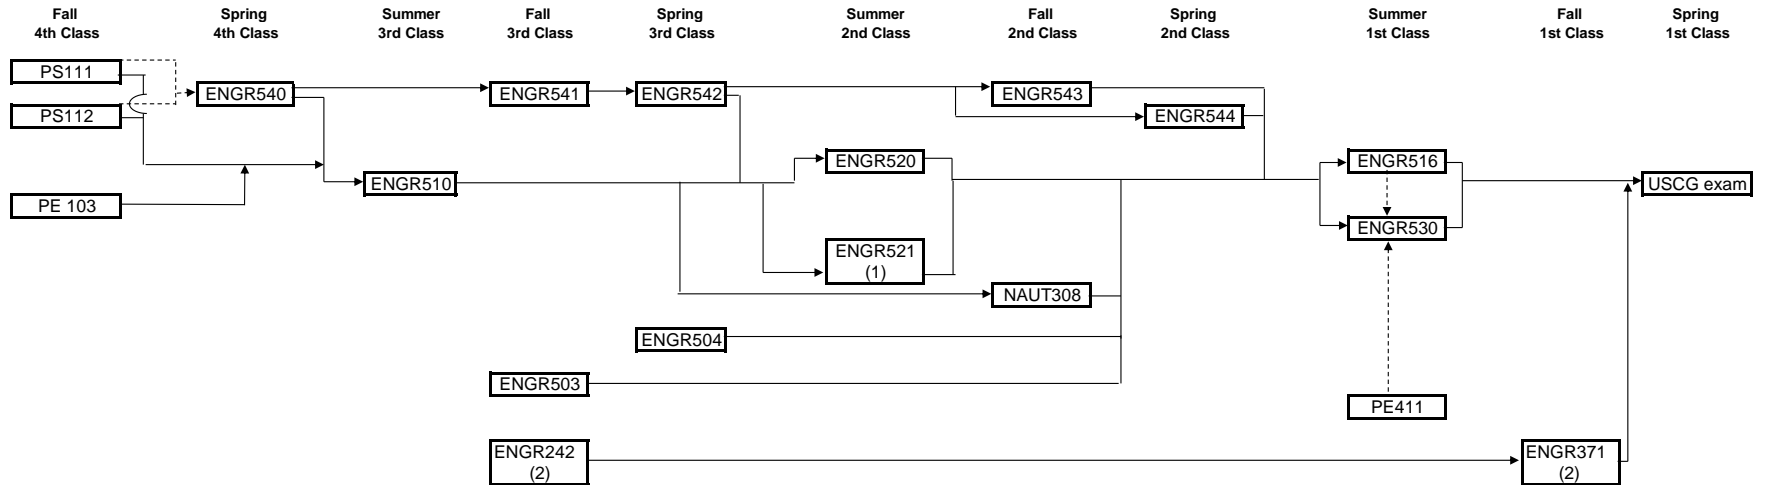 Fall
4th Class
Spring
4th Class
Summer
3rd Class
Fall
3rd Class
Spring
3rd Class
Summer
2nd Class
Fall
2nd Class
Spring
2nd Class
Summer
1st Class
Fall
1st Class
Spring
1st Class
PS111
ENGR540
ENGR541
ENGR542
ENGR543
PS112
ENGR544
ENGR520
ENGR516
ENGR510
USCG exam
PE 103
ENGR530
ENGR521
(1)
NAUT308
ENGR504
ENGR503
PE411
ENGR242
(2)
ENGR371
(2)